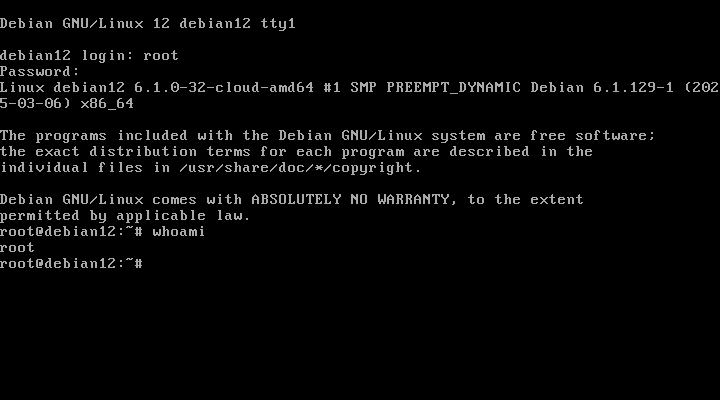 Debian GNU/Linux 12 debian12 tty1
debian12 login: root
Password:
Linux debian12 6.1.0-32-cloud-amd64 #1 SMP PREEMPT_DYNAMIC Debian 6.1.129-1 (202
5-03-06) x86_64
The programs included with the Debian GNU/Linux system are free software;
the exact distribution terms for each program are described in the
individual files in /usr/share/doc/*/copyright.
Debian GNU/Linux comes with ABSOLUTELY NO WARRANTY, to the extent
permitted by applicable law.
root@debian12:~# whoami
root
root@debian12:~#